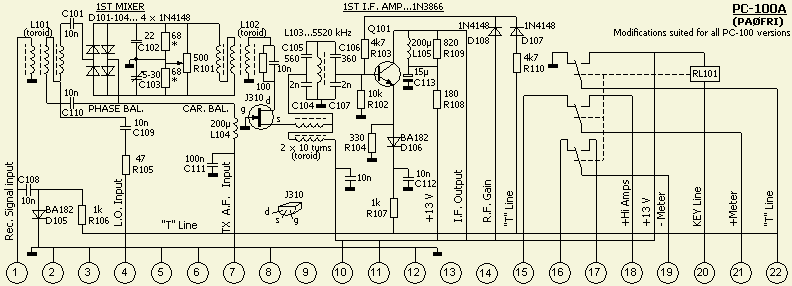 1ST MIXER
1ST I.F. AMP...1N3866
PC-100A
(PAØFRI)
Modifications suited for all PC-100 versions
L101
(toroid)
C101
10n
D101-104... 4 x 1N4148
22
C102
5-30
C103
68
*
68
*
500
R101
L102
(toroid)
100
10n
L103...5520 kHz
C105
560
C106
360
2n
C104
2n
C107
4k7
R103
10k
R102
Q101
200µ
L105
15µ
C113
820
R109
180
R108
1N4148
D108
1N4148
D107
4k7
R110
RL101
10n
C110
PHASE BAL.
CAR. BAL.
J310
d
g
s
10n
C109
200µ
L104
2 x 10 turns
(toroid)
330
R104
BA182
D106
47
R105
100n
C111
10n
10n
C112
J310
d
s
g
1k
R107
C108
10n
BA182
D105
1k
R106
Rec. Signal input
L.O. Input
"T" Line
TX A.F. Input
+13 V
I.F. Output
R.F. Gain
"T" Line
+Hi Amps
+13 V
- Meter
KEY Line
+Meter
"T" Line
1 2 3 4 5 6 7 8 9 10 11 12 13 14 15 16 17 18 19 20 21 22